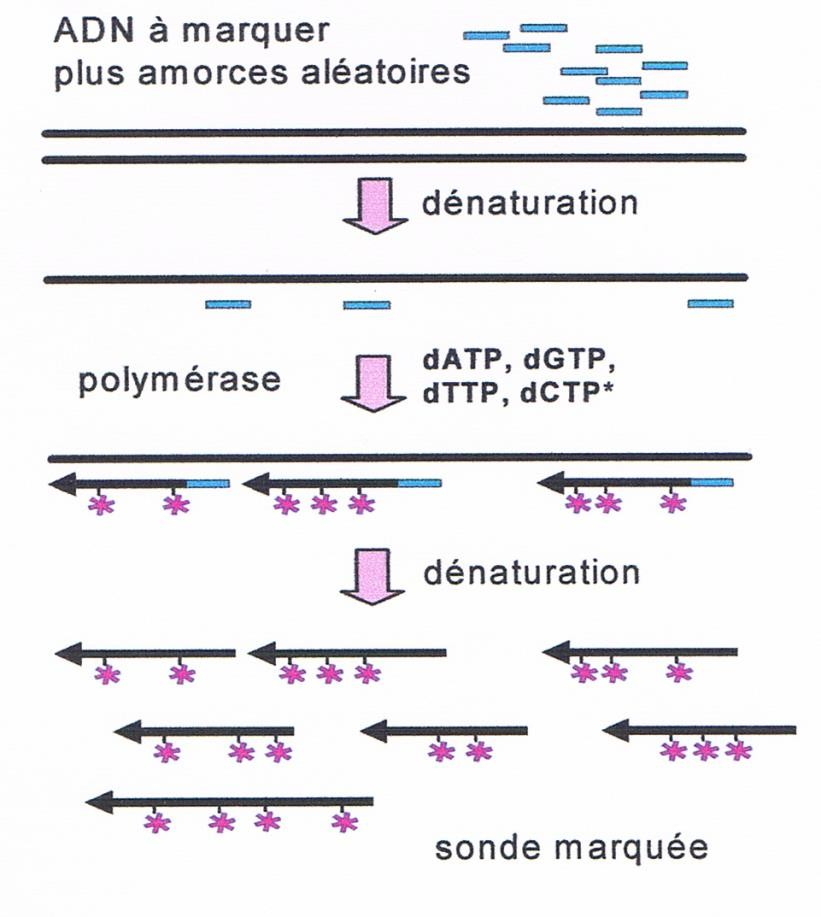 ADN à marquer
plus amorces aléatoires
dénaturation
polymérase
dATP, dGTP,
dTTP, dCTP*
dénaturation
sonde marquée